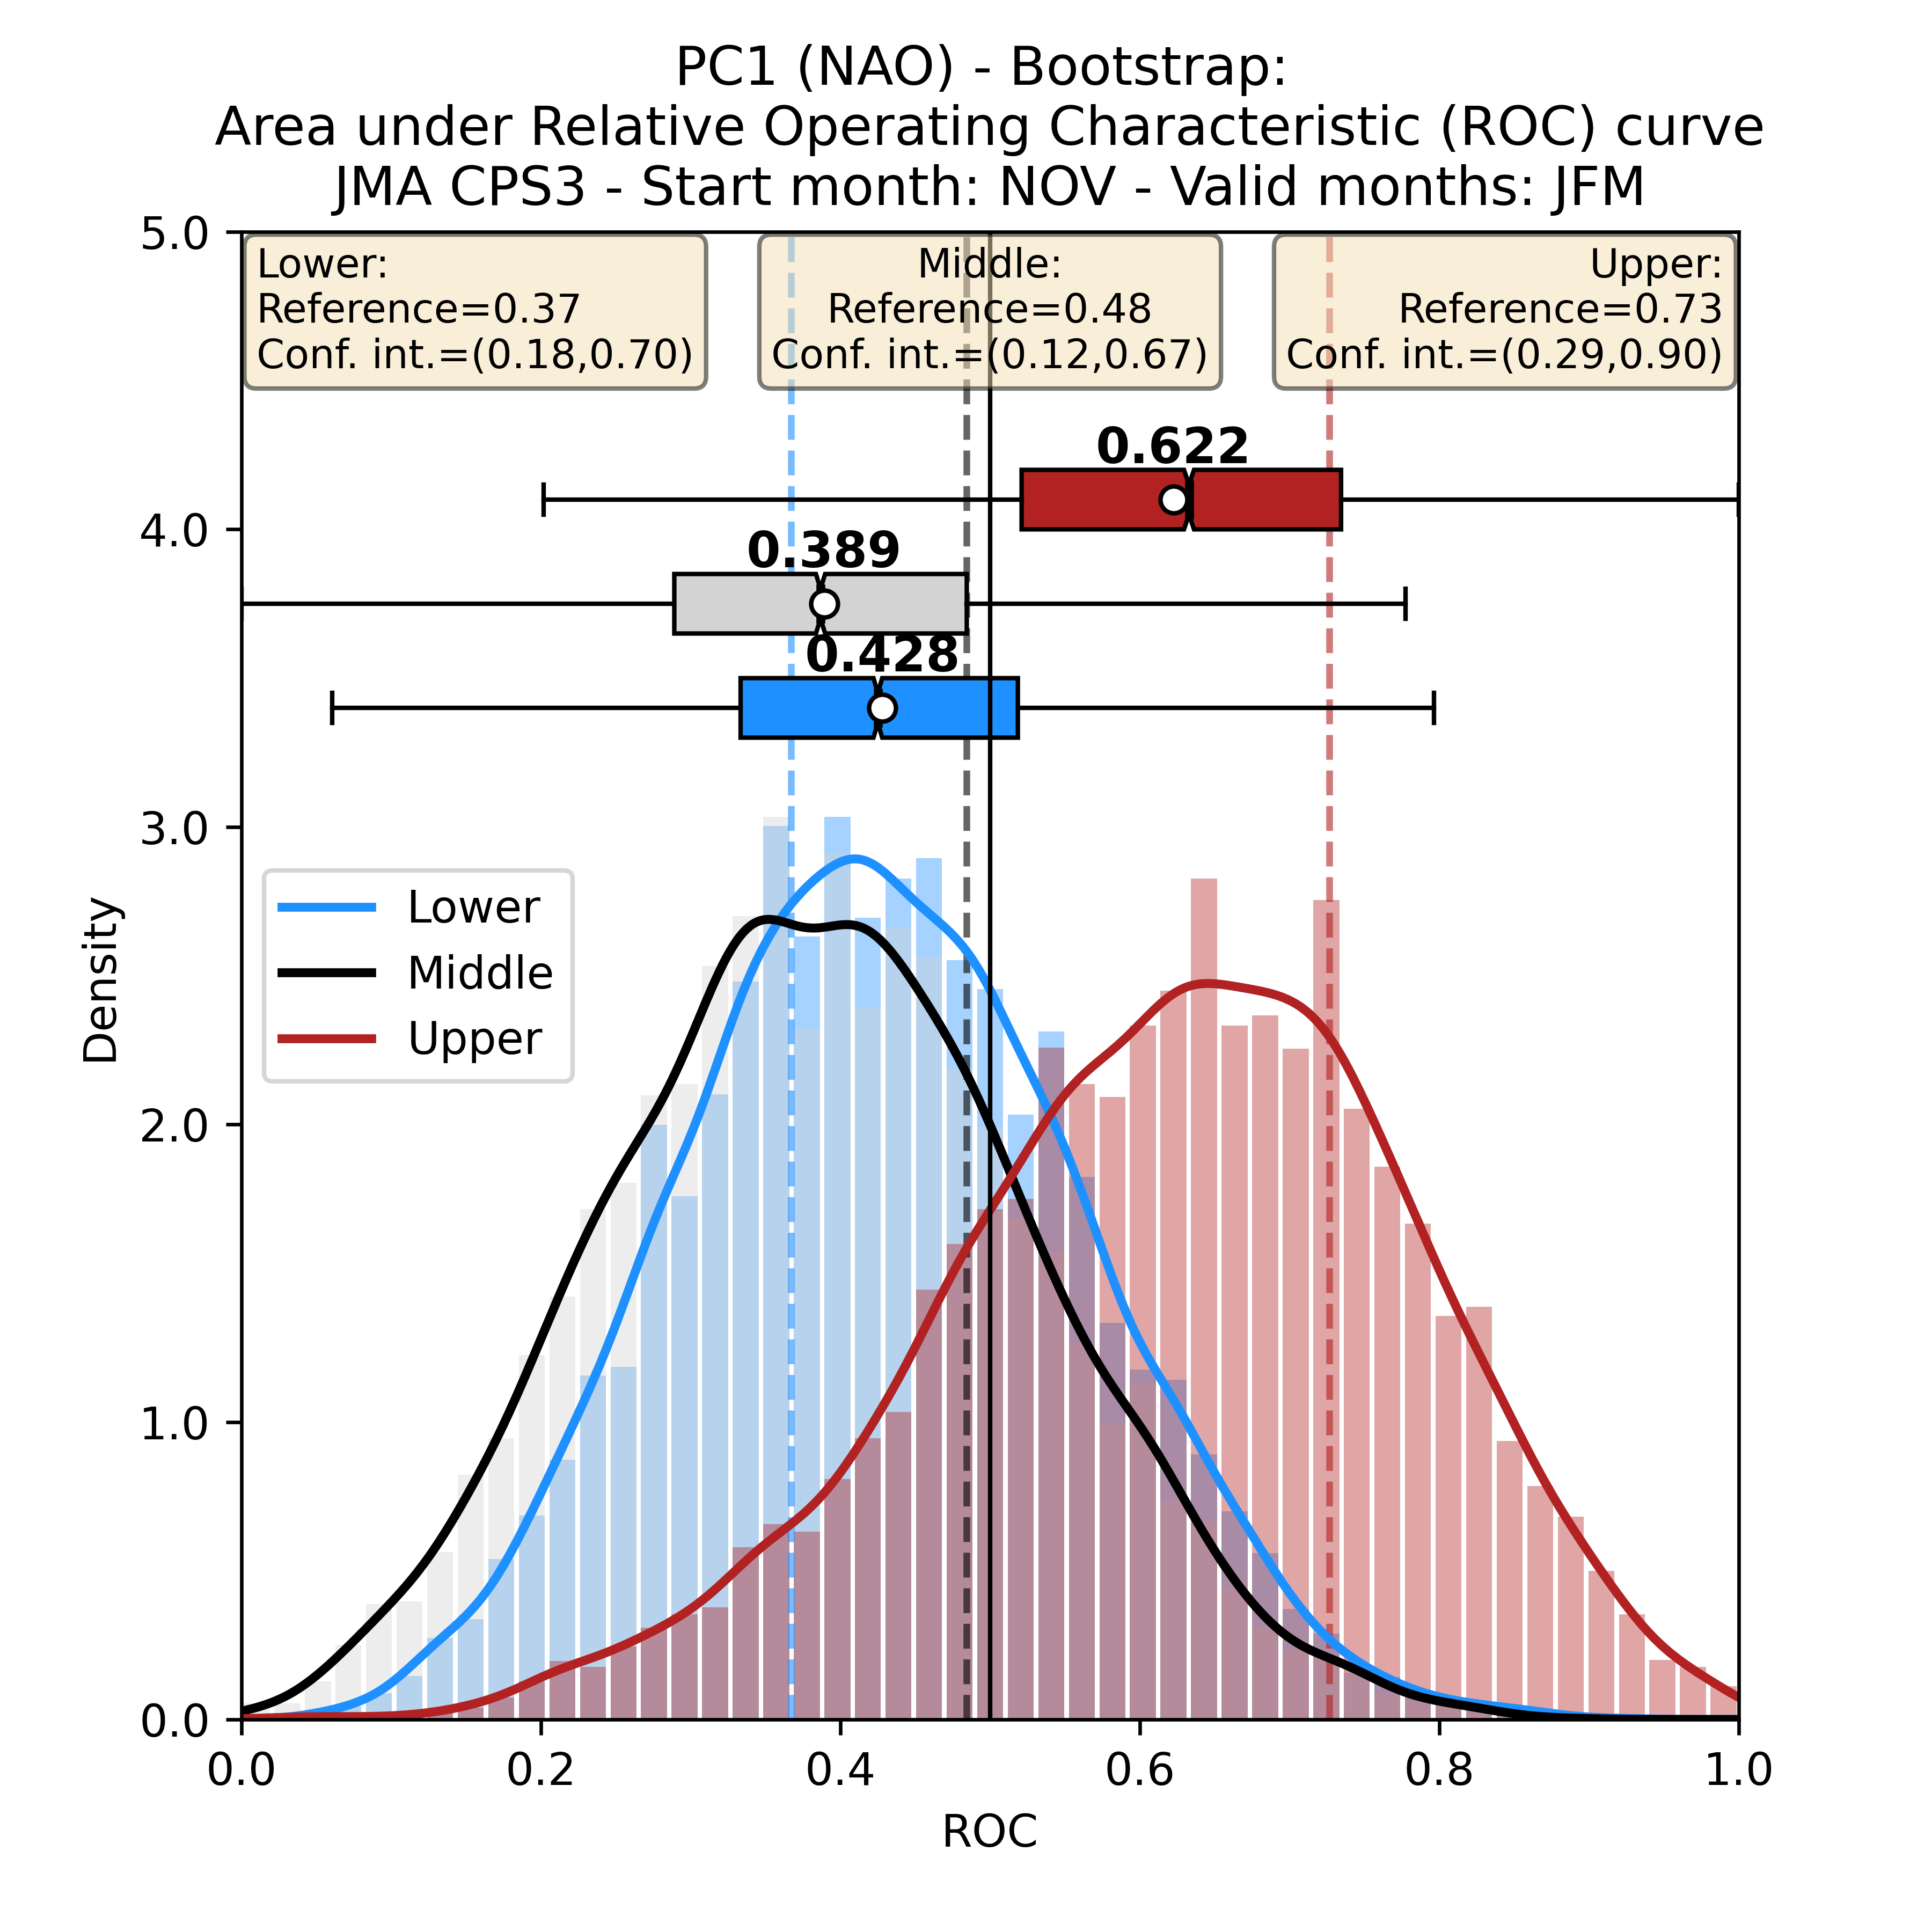 PC1 (NAO) - Bootstrap:
Area under Relative Operating Characteristic (ROC) curve
JMA CPS3 - Start month: NOV - Valid months: JFM
Lower:
Reference=0.37
Conf. int.=(0.18,0.70)
Middle:
Reference=0.48
Conf. int.=(0.12,0.67)
Upper:
Reference=0.73
Conf. int.=(0.29,0.90)
0.622
0.389
0.428
Lower
Middle
Upper
Density
5.0
4.0
3.0
2.0
1.0
0.0
0.0 0.2 0.4 0.6 0.8 1.0
ROC